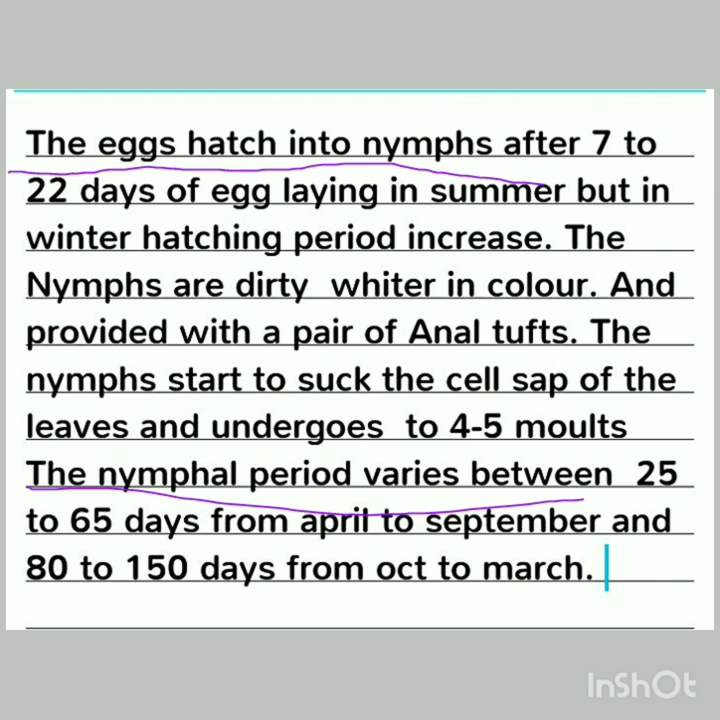 The eggs hatch into nymphs after 7 to
22 days of egg laying in summer but in
winter hatching period increase. The
Nymphs are dirty  whiter in colour. And
provided with a pair of Anal tufts. The
nymphs start to suck the cell sap of the
leaves and undergoes  to 4-5 moults
The nymphal period varies between  25
to 65 days from april to september and
80 to 150 days from oct to march.
InShOt